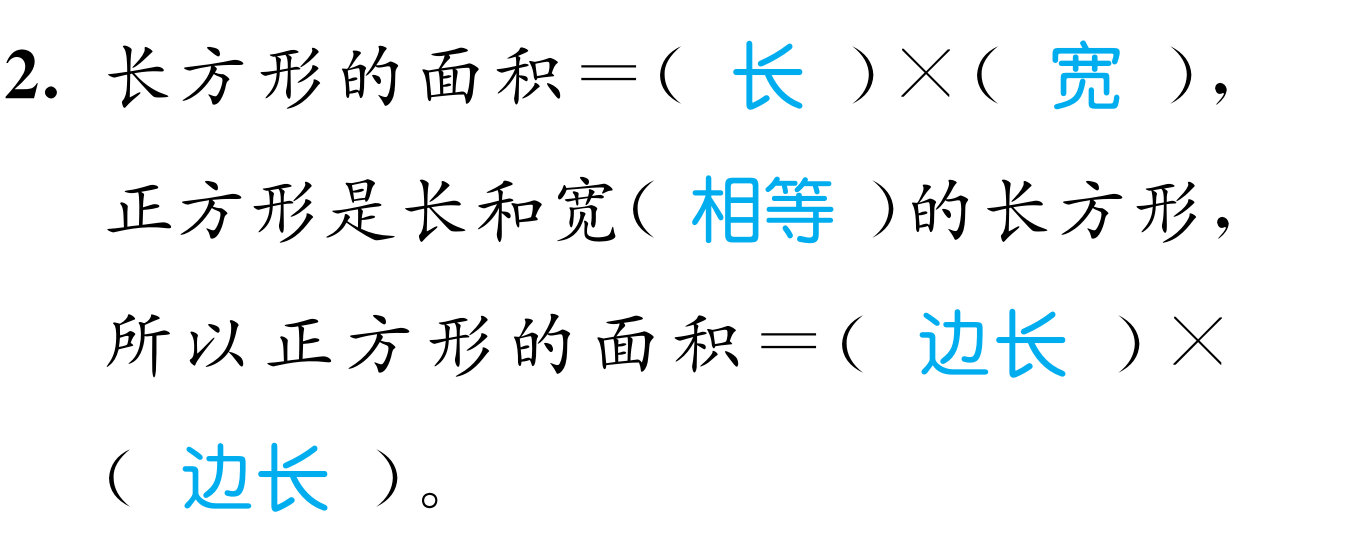 2. 长方形的面积=( 长 )×( 宽 ),
正方形是长和宽( 相等 )的长方形,
所以正方形的面积=( 边长 )×
( 边长 )。